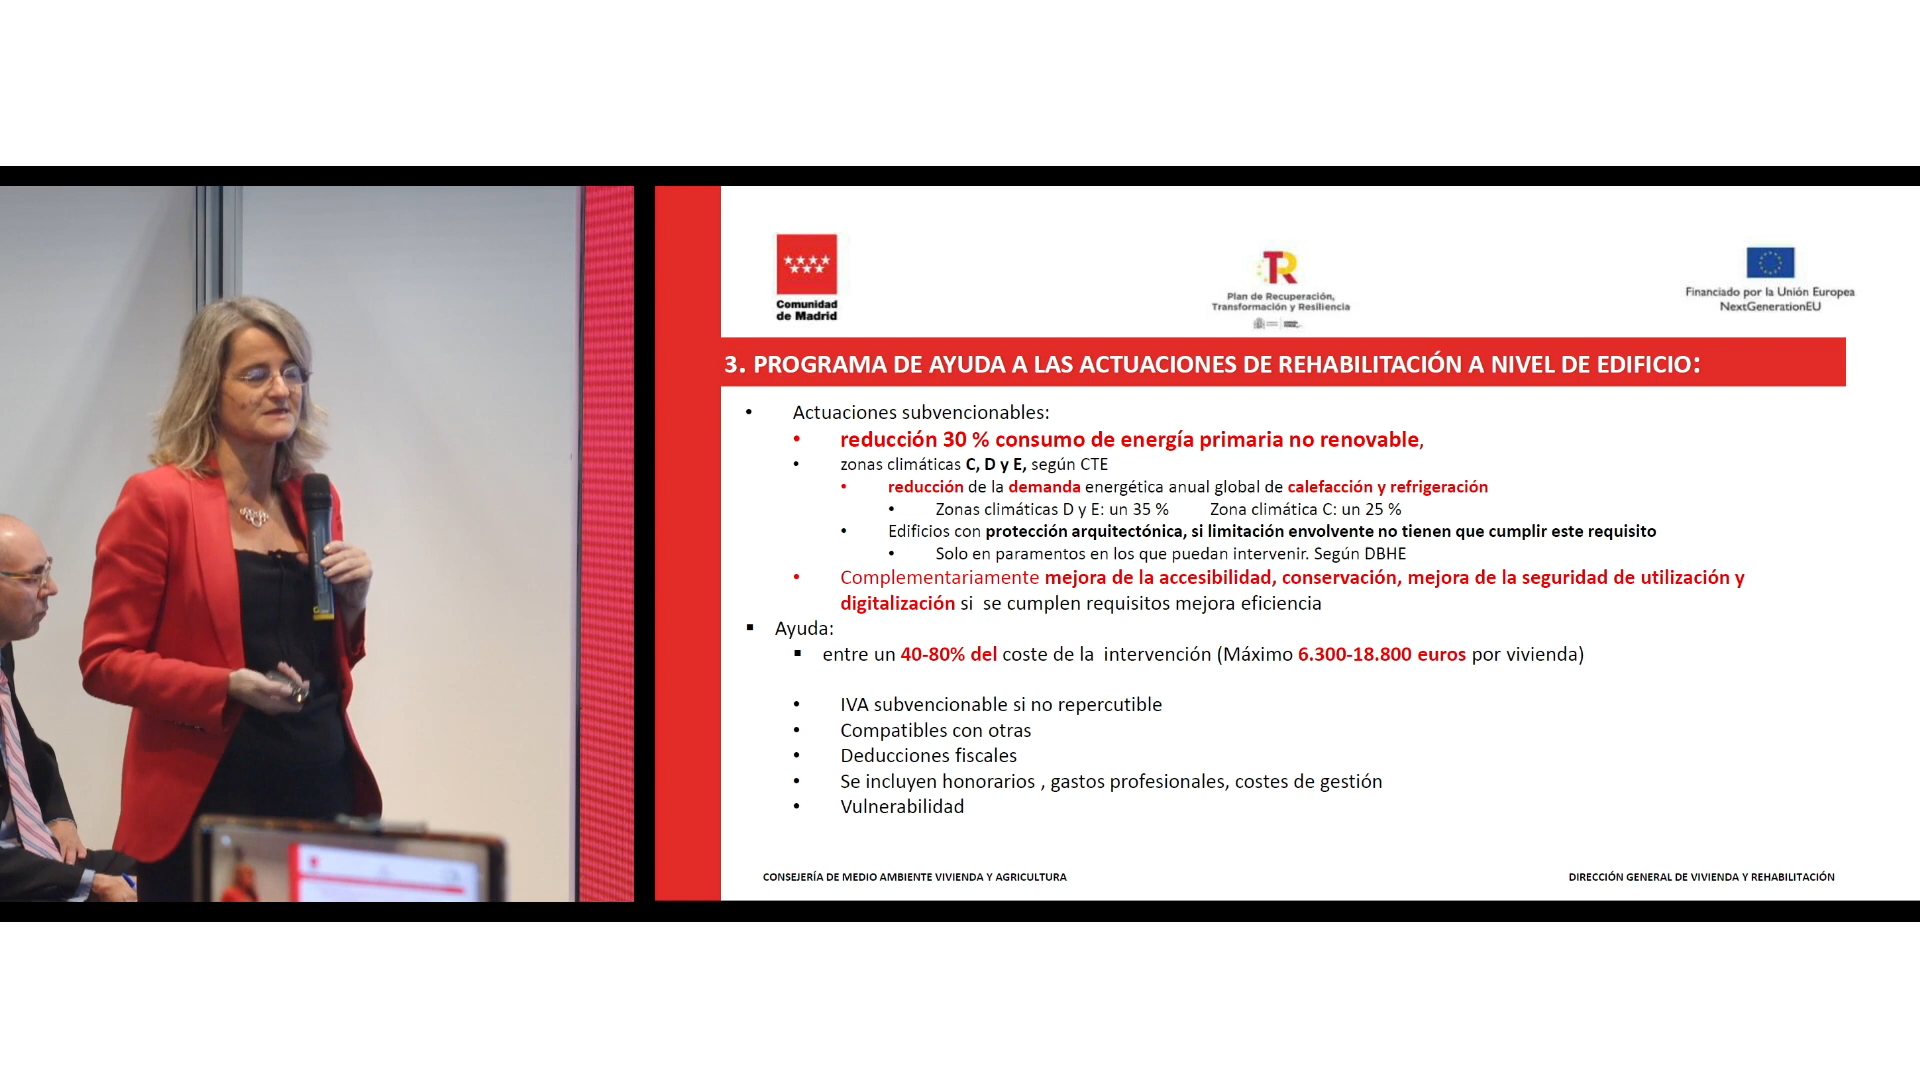 Comunidad
de Madrid
Plan de Recuperación,
Transformación y Resiliencia
Financiado por la Unión Europea
NextGenerationEU
3. PROGRAMA DE AYUDA A LAS ACTUACIONES DE REHABILITACIÓN A NIVEL DE EDIFICIO:
• Actuaciones subvencionables:
• reducción 30 % consumo de energía primaria no renovable,
• zonas climáticas C, D y E, según CTE
• reducción de la demanda energética anual global de calefacción y refrigeración
• Zonas climáticas D y E: un 35 % Zona climática C: un 25 %
• Edificios con protección arquitectónica, si limitación envolvente no tienen que cumplir este requisito
• Solo en paramentos en los que puedan intervenir. Según DBHE
• Complementariamente mejora de la accesibilidad, conservación, mejora de la seguridad de utilización y
digitalización si se cumplen requisitos mejora eficiencia
▪ Ayuda:
▪ entre un 40-80% del coste de la intervención (Máximo 6.300-18.800 euros por vivienda)
• IVA subvencionable si no repercutible
• Compatibles con otras
• Deducciones fiscales
• Se incluyen honorarios , gastos profesionales, costes de gestión
• Vulnerabilidad
CONSEJERÍA DE MEDIO AMBIENTE VIVIENDA Y AGRICULTURA
DIRECCIÓN GENERAL DE VIVIENDA Y REHABILITACIÓN